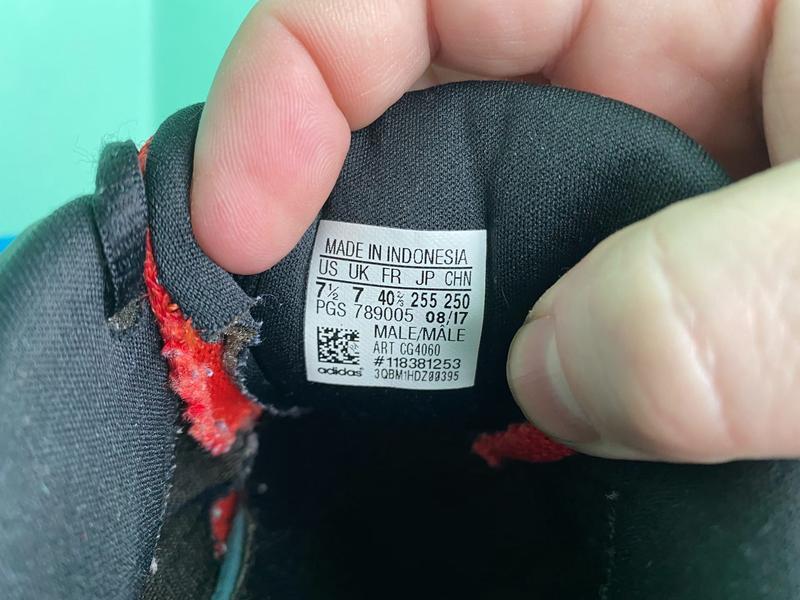 MADE IN INDONESIA
US UK FR JP CHN
7½ 7 40⅔ 255 250
PGS 789005 08/17
MALE/MÂLE
ART CG4060
#118381253
adidas 3QBM1HDZ00395